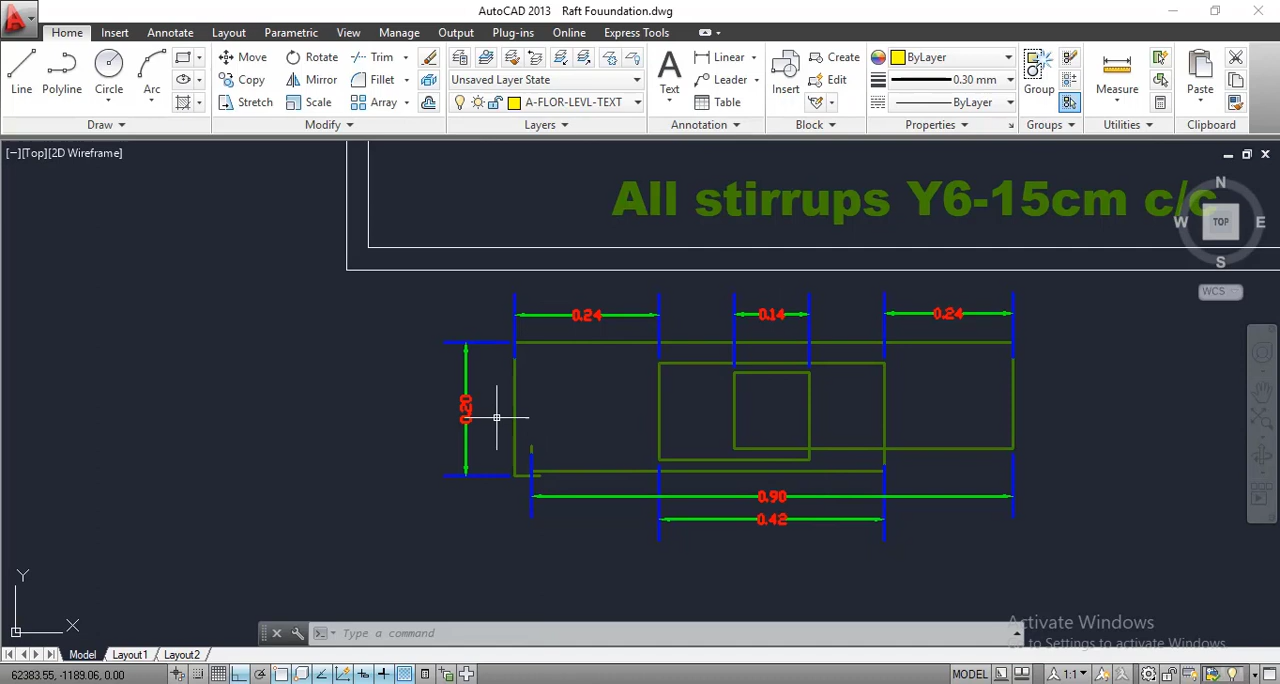 AutoCAD 2013 Raft Fouundation.dwg
Home Insert Annotate Layout Parametric View Manage Output Plug-ins Online Express Tools
Line Polyline Circle Arc
Move Rotate Trim
Copy Mirror Fillet
Stretch Scale Array
Draw Modify
Unsaved Layer State
A-FLOR-LEVL-TEXT
Layers
Text
Linear
Leader
Table
Annotation
Insert
Create
Edit
Block
ByLayer
0.30 mm
ByLayer
Properties
Group
Groups
Measure
Utilities
Paste
Clipboard
[−][Top][2D Wireframe]
All stirrups Y6-15cm c/c
N
W TOP E
S
WCS
0.24 0.14 0.24
0.20
0.90
0.42
Y
X
Type a command
Activate Windows
Go to Settings to activate Windows.
Model Layout1 Layout2
62383.55, -1189.06, 0.00 MODEL 1:1